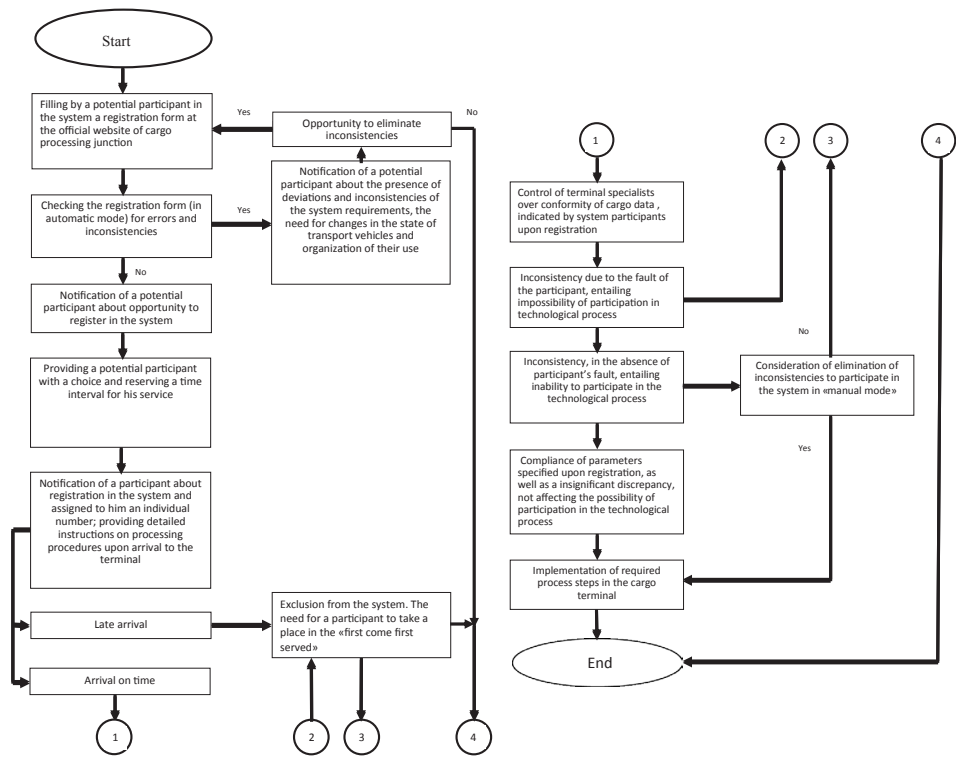 Start
Filling by a potential participant in
the system a registration form at
the official website of cargo
processing junction
Yes
Opportunity to eliminate
inconsistencies
No
Checking the registration form (in
automatic mode) for errors and
inconsistencies
Yes
Notification of a potential
participant about the presence of
deviations and inconsistencies of
the system requirements, the
need for changes in the state of
transport vehicles and
organization of their use
No
Notification of a potential
participant about opportunity to
register in the system
Providing a potential participant
with a choice and reserving a time
interval for his service
Notification of a participant about
registration in the system and
assigned to him an individual
number; providing detailed
instructions on processing
procedures upon arrival to the
terminal
Late arrival
Exclusion from the system. The
need for a participant to take a
place in the «first come first
served»
Arrival on time
1
2
3
4
1
2
3
4
Control of terminal specialists
over conformity of cargo data ,
indicated by system participants
upon registration
Inconsistency due to the fault of
the participant, entailing
impossibility of participation in
technological process
No
Inconsistency, in the absence of
participant's fault, entailing
inability to participate in the
technological process
Consideration of elimination of
inconsistencies to participate in
the system in «manual mode»
Yes
Compliance of parameters
specified upon registration, as
well as a insignificant discrepancy,
not affecting the possibility of
participation in the technological
process
Implementation of required
process steps in the cargo
terminal
End